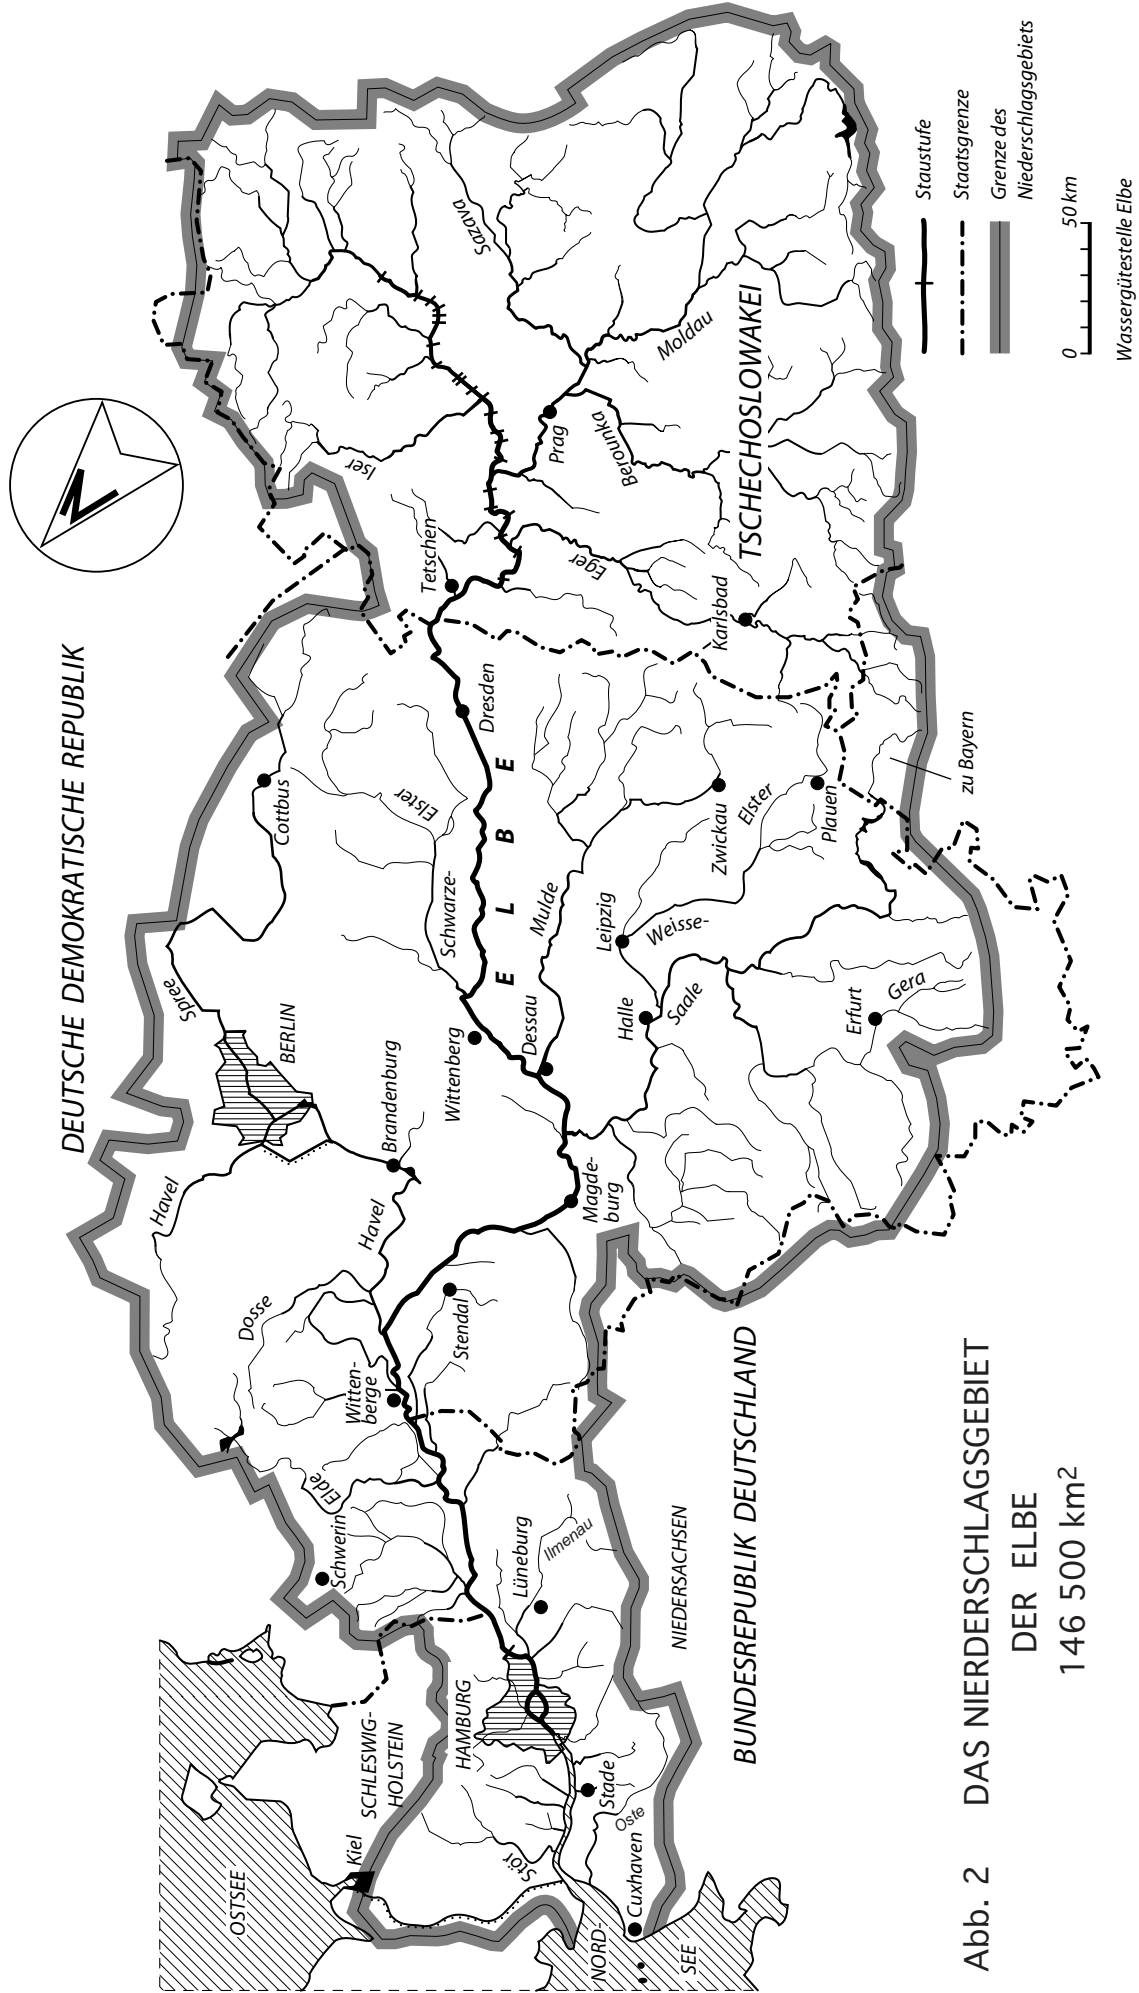 DEUTSCHE DEMOKRATISCHE REPUBLIK
N
OSTSEE
Kiel
SCHLESWIG-
HOLSTEIN
HAMBURG
Stör
NORD-
SEE
Cuxhaven
Oste
Stade
Schwerin
Elde
Lüneburg
Ilmenau
NIEDERSACHSEN
BUNDESREPUBLIK DEUTSCHLAND
Witten-
berge
Dosse
Stendal
Havel
Havel
Brandenburg
BERLIN
Spree
Magde-
burg
Wittenberg
Dessau
Halle
Saale
Leipzig
Weisse-
Elster
Erfurt
Gera
Mulde
Schwarze-
Elster
Cottbus
E L B E
Dresden
Zwickau
Plauen
zu Bayern
Tetschen
Karlsbad
Eger
Iser
Prag
Berounka
Moldau
Sazava
TSCHECHOSLOWAKEI
Staustufe
Staatsgrenze
Grenze des
Niederschlagsgebiets
0 50 km
Wassergütestelle Elbe
Abb. 2 DAS NIERDERSCHLAGSGEBIET
DER ELBE
146 500 km²